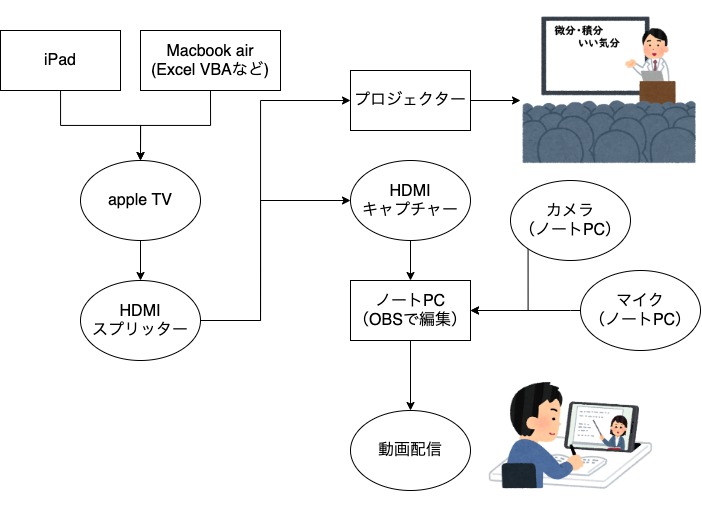 iPad
Macbook air
(Excel VBAなど)
プロジェクター
微分・積分
いい気分
apple TV
HDMI
キャプチャー
カメラ
（ノートPC）
HDMI
スプリッター
ノートPC
（OBSで編集）
マイク
（ノートPC）
動画配信